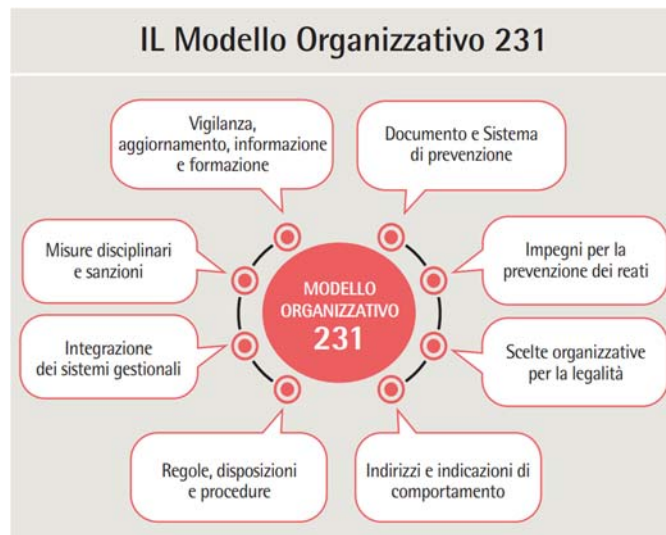 IL Modello Organizzativo 231
Vigilanza,
aggiornamento, informazione
e formazione
Documento e Sistema
di prevenzione
Misure disciplinari
e sanzioni
Impegni per la
prevenzione dei reati
MODELLO
ORGANIZZATIVO
231
Integrazione
dei sistemi gestionali
Scelte organizzative
per la legalità
Regole, disposizioni
e procedure
Indirizzi e indicazioni di
comportamento